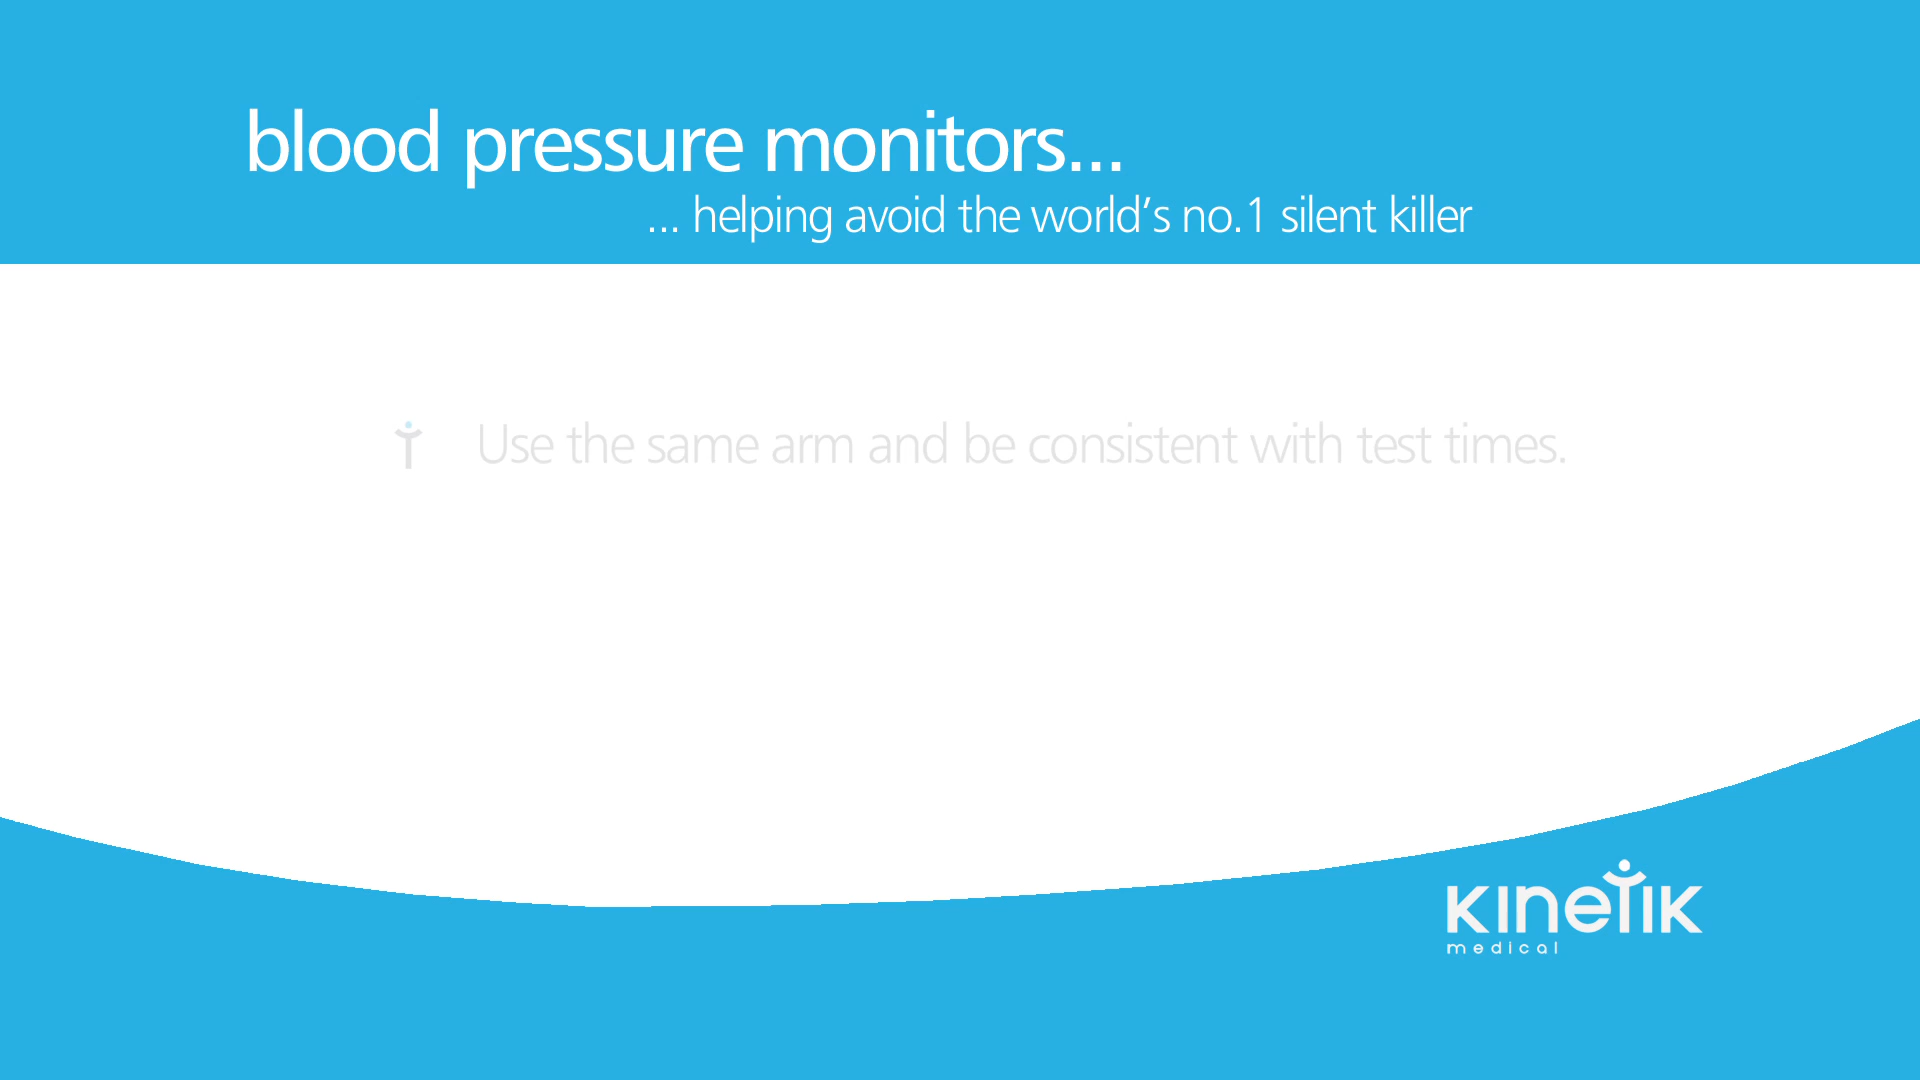 blood pressure monitors...
... helping avoid the world's no.1 silent killer
Use the same arm and be consistent with test times.
kinetik
medical